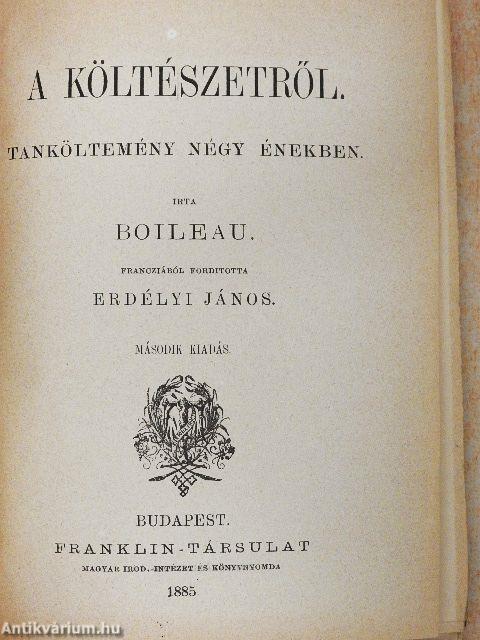 A KÖLTÉSZETRŐL.
TANKÖLTEMÉNY NÉGY ÉNEKBEN.
IRTA
BOILEAU.
FRANCZIÁBÓL FORDITOTTA
ERDÉLYI JÁNOS.
MÁSODIK KIADÁS.
BUDAPEST.
FRANKLIN-TÁRSULAT
MAGYAR IROD.-INTÉZET ÉS KÖNYVNYOMDA
1885
Antikvárium.hu